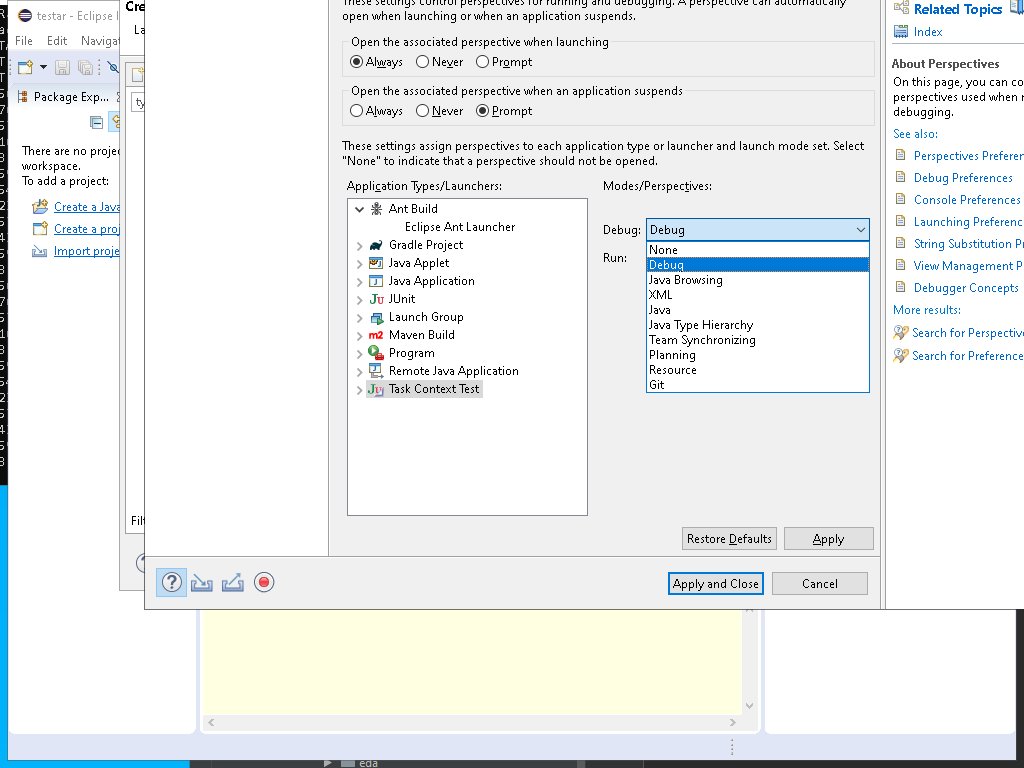 testar - Eclipse I
File Edit Naviga
Package Exp...
There are no proje
workspace.
To add a project:
Create a Java
Create a proj
Import proje
Cre
La
ty
Filt
These settings control perspectives for running and debugging. A perspective can automatically
open when launching or when an application suspends.
Open the associated perspective when launching
Always Never Prompt
Open the associated perspective when an application suspends
Always Never Prompt
These settings assign perspectives to each application type or launcher and launch mode set. Select
"None" to indicate that a perspective should not be opened.
Application Types/Launchers:
Ant Build
Eclipse Ant Launcher
Gradle Project
Java Applet
Java Application
JUnit
Launch Group
Maven Build
Program
Remote Java Application
Task Context Test
Modes/Perspectives:
Debug: Debug
Run:
None
Debug
Java Browsing
XML
Java
Java Type Hierarchy
Team Synchronizing
Planning
Resource
Git
Restore Defaults Apply
Apply and Close Cancel
Related Topics
Index
About Perspectives
On this page, you can co
perspectives used when r
debugging.
See also:
Perspectives Preferen
Debug Preferences
Console Preferences
Launching Preferenc
String Substitution P
View Management P
Debugger Concepts
More results:
Search for Perspective
Search for Preference
eda